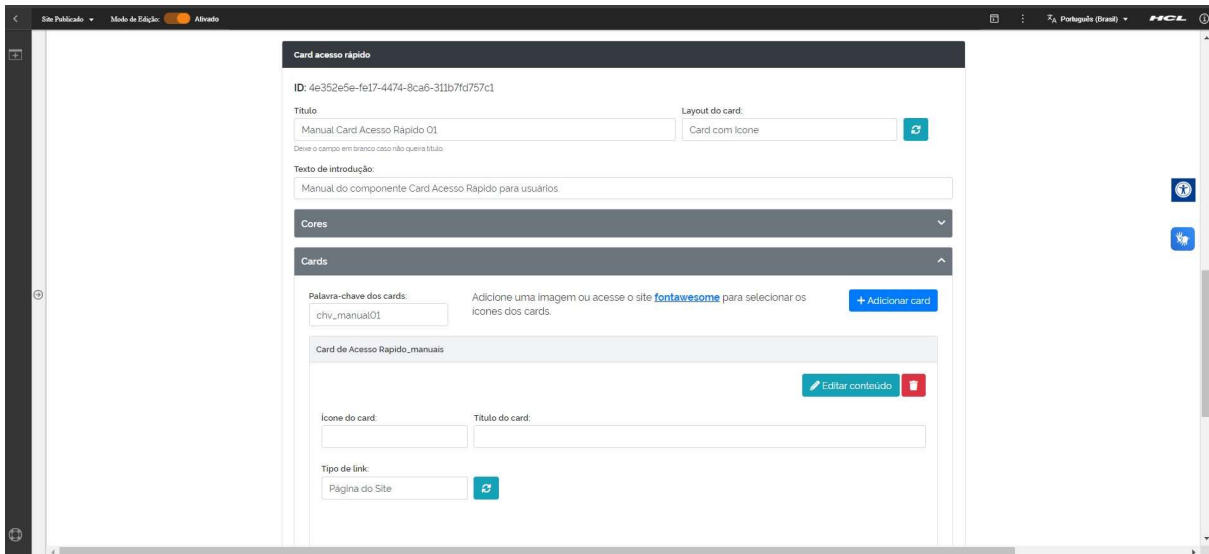 Site Publicado Modo de Edição: Ativado Português (Brasil) HCL
Card acesso rápido
ID: 4e352e5e-fe17-4474-8ca6-311b7fd757c1
Título Layout do card:
Manual Card Acesso Rápido 01 Card com Icone
Deixe o campo em branco caso não queira título.
Texto de introdução:
Manual do componente Card Acesso Rápido para usuários.
Cores
Cards
Palavra-chave dos cards: Adicione uma imagem ou acesse o site fontawesome para selecionar os
ícones dos cards.
+ Adicionar card
chv_manual01
Card de Acesso Rapido_manuais
Editar conteúdo
Ícone do card: Título do card:
Tipo de link:
Página do Site